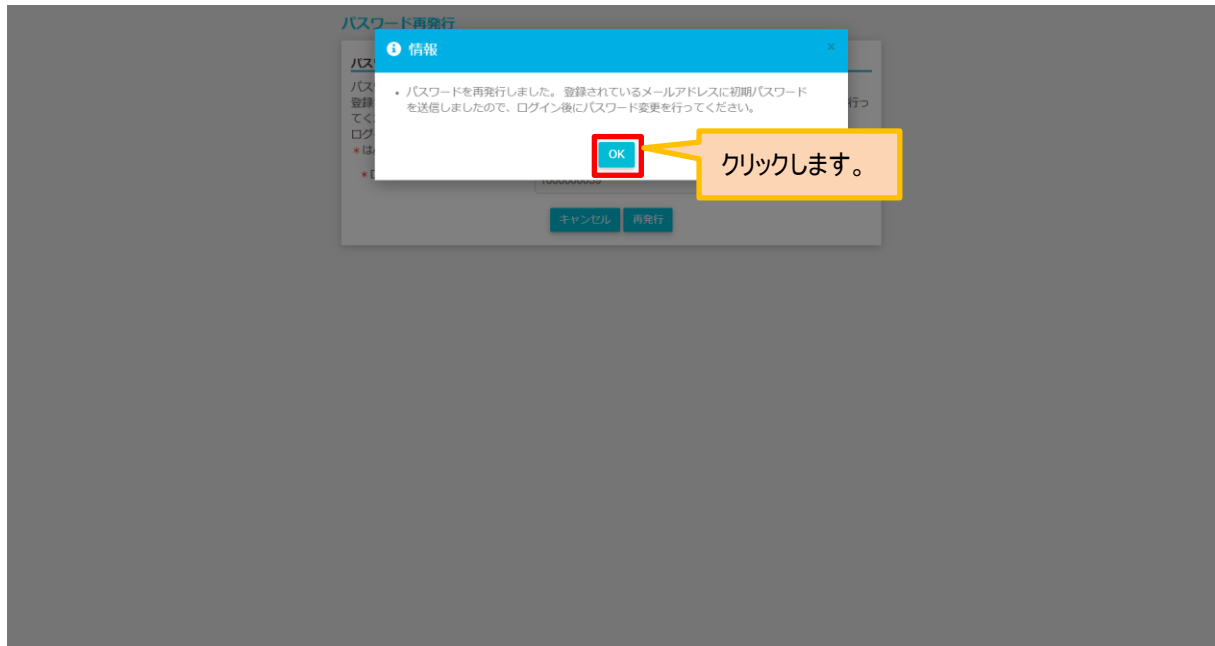 パスワード再発行
情報
×
パス
パス
• パスワードを再発行しました。 登録されているメールアドレスに初期パスワード
登録
を送信しましたので、ログイン後にパスワード変更を行ってください。
行っ
てく
ログ
*は
OK
クリックします。
*
キャンセル 再発行